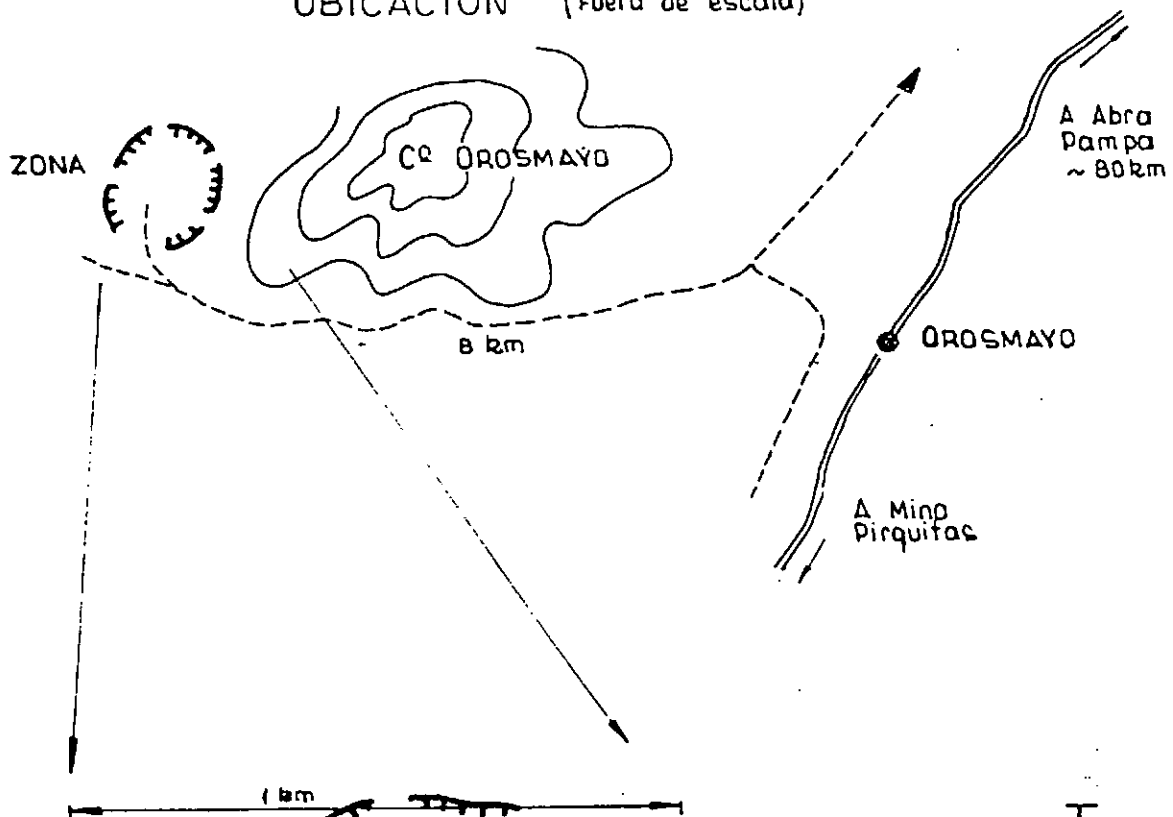 UBICACION (Fuera de escala)
ZONA
Cº OROSMAYO
A Abra
Pampa
~ 80 km
8 km
OROSMAYO
A Mina
Pirquitas
1 km